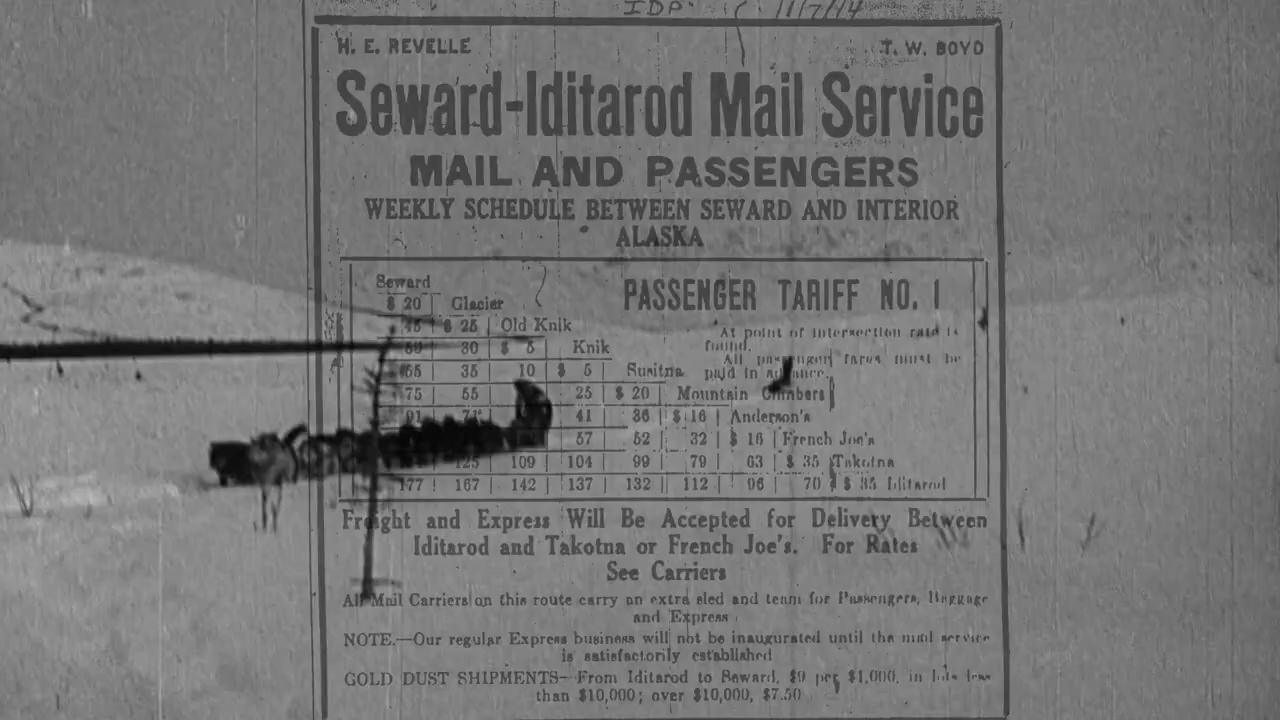 IDP. 11/7/14
H. E. REVELLE
T. W. BOYD
Seward-Iditarod Mail Service
MAIL AND PASSENGERS
WEEKLY SCHEDULE BETWEEN SEWARD AND INTERIOR
ALASKA
PASSENGER TARIFF NO. 1
At point of intersection raid is
found.
All passenger fares must be
paid in advance.
Seward
$ 20 Glacier
45 $ 25 Old Knik
30 $ 5 Knik
35 10 $ 5 Susitna
75 55 25 $ 20 Mountain Climbers
91 41 36 $ 16 Anderson's
57 52 32 $ 16 French Joe's
125 109 104 99 79 63 $ 35 Takotna
177 167 142 137 132 112 96 70 $ 35 Iditarod
Freight and Express Will Be Accepted for Delivery Between
Iditarod and Takotna or French Joe's. For Rates
See Carriers
All Mail Carriers on this route carry an extra sled and team for Passengers, Baggage
and Express
NOTE.—Our regular Express business will not be inaugurated until the mail service
is satisfactorily established
GOLD DUST SHIPMENTS—From Iditarod to Seward, $9 per $1,000, in lots less
than $10,000; over $10,000, $7.50